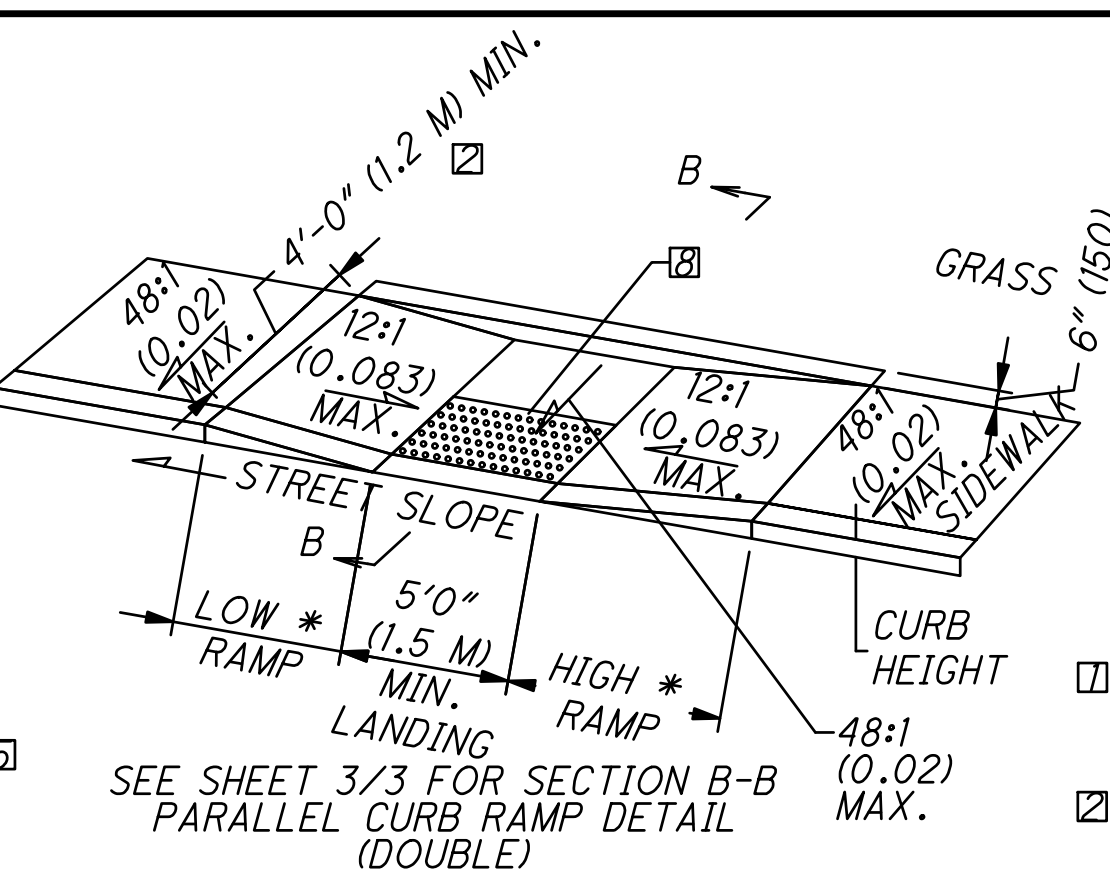 4'-0" (1.2 M) MIN.
2
B
8
GRASS
6" (150)
48:1
(0.02)
MAX.
12:1
(0.083)
MAX.
12:1
(0.083)
MAX.
48:1
(0.02)
MAX.
SIDEWALK
STREET SLOPE
B
LOW *
RAMP
5'0"
(1.5 M)
MIN.
LANDING
HIGH *
RAMP
CURB
HEIGHT
1
48:1
(0.02)
MAX.
2
SEE SHEET 3/3 FOR SECTION B-B
PARALLEL CURB RAMP DETAIL
(DOUBLE)